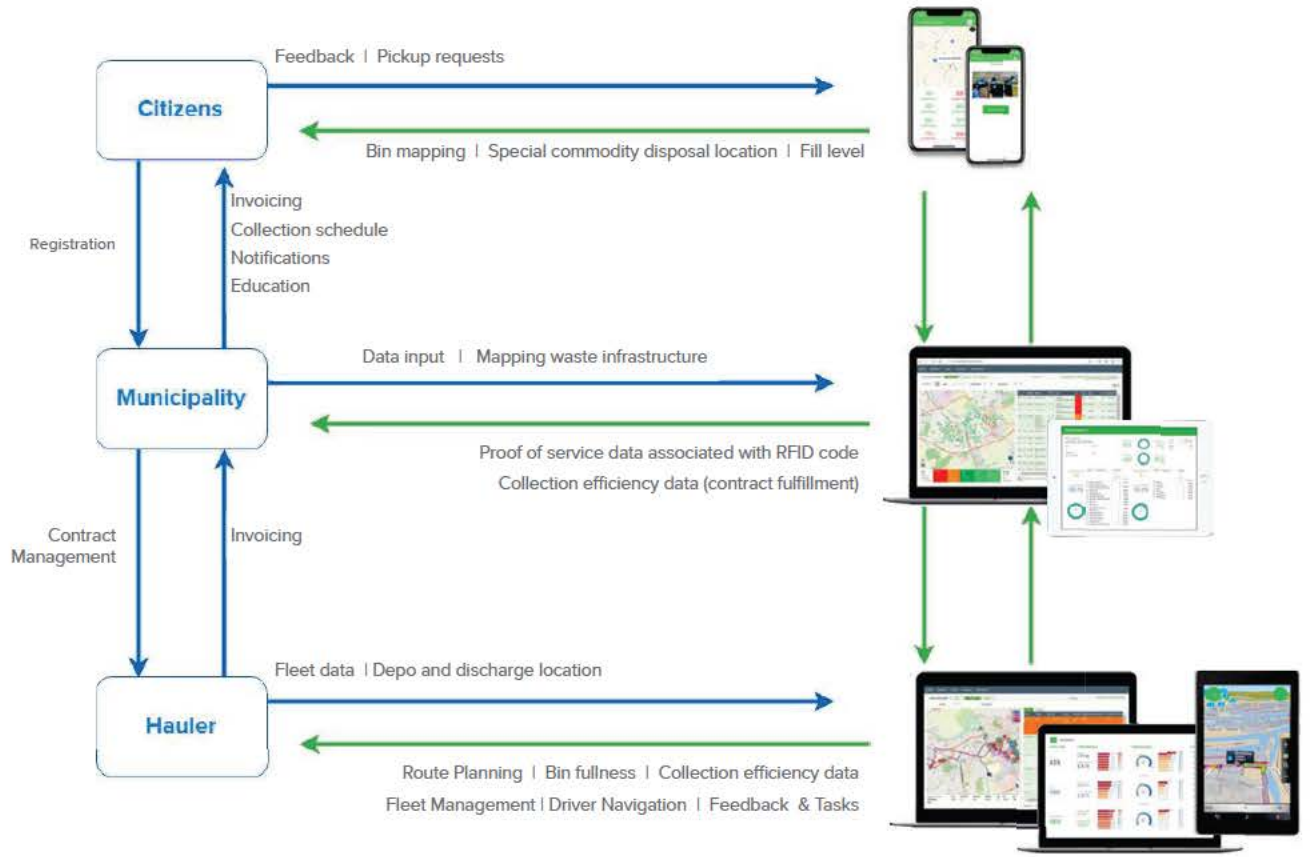 Feedback | Pickup requests
Citizens
Bin mapping | Special commodity disposal location | Fill level
Registration
Invoicing
Collection schedule
Notifications
Education
Data input | Mapping waste infrastructure
Municipality
Proof of service data associated with RFID code
Collection efficiency data (contract fulfillment)
Contract
Management
Invoicing
Fleet data | Depo and discharge location
Hauler
Route Planning | Bin fullness | Collection efficiency data
Fleet Management | Driver Navigation | Feedback & Tasks